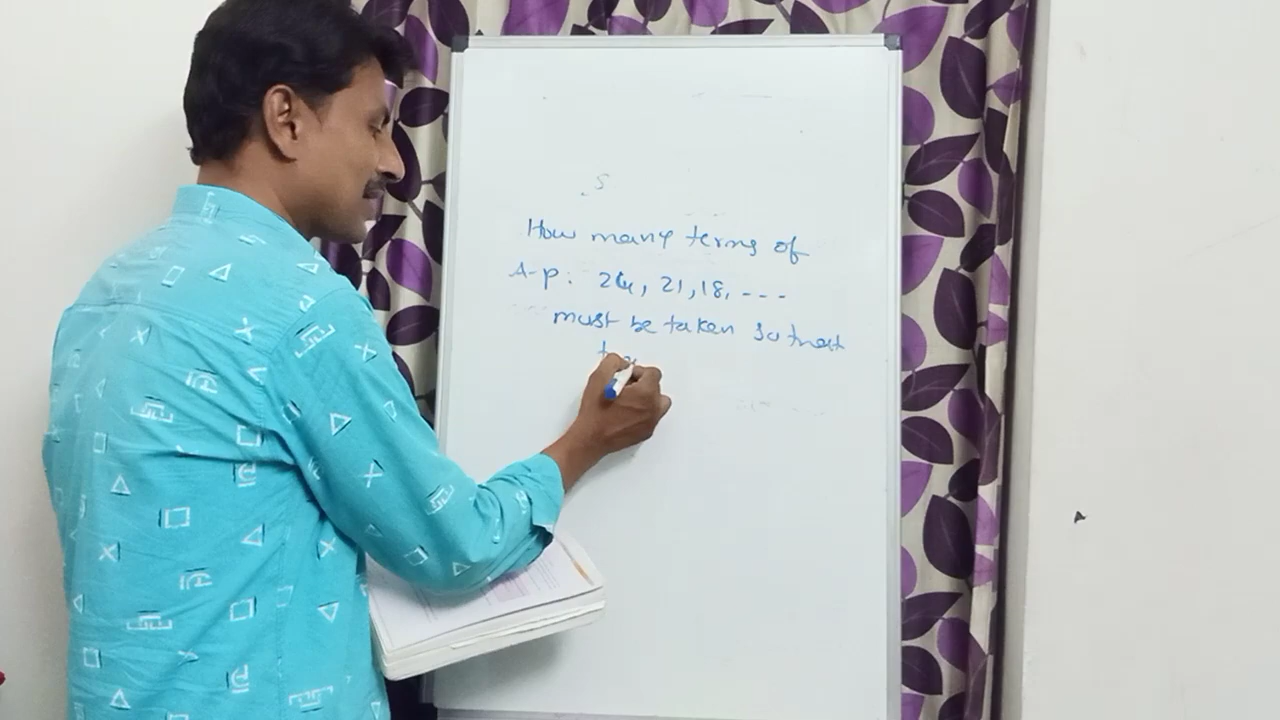 S
How many terms of
A-P: 24, 21, 18, ---
must be taken so that